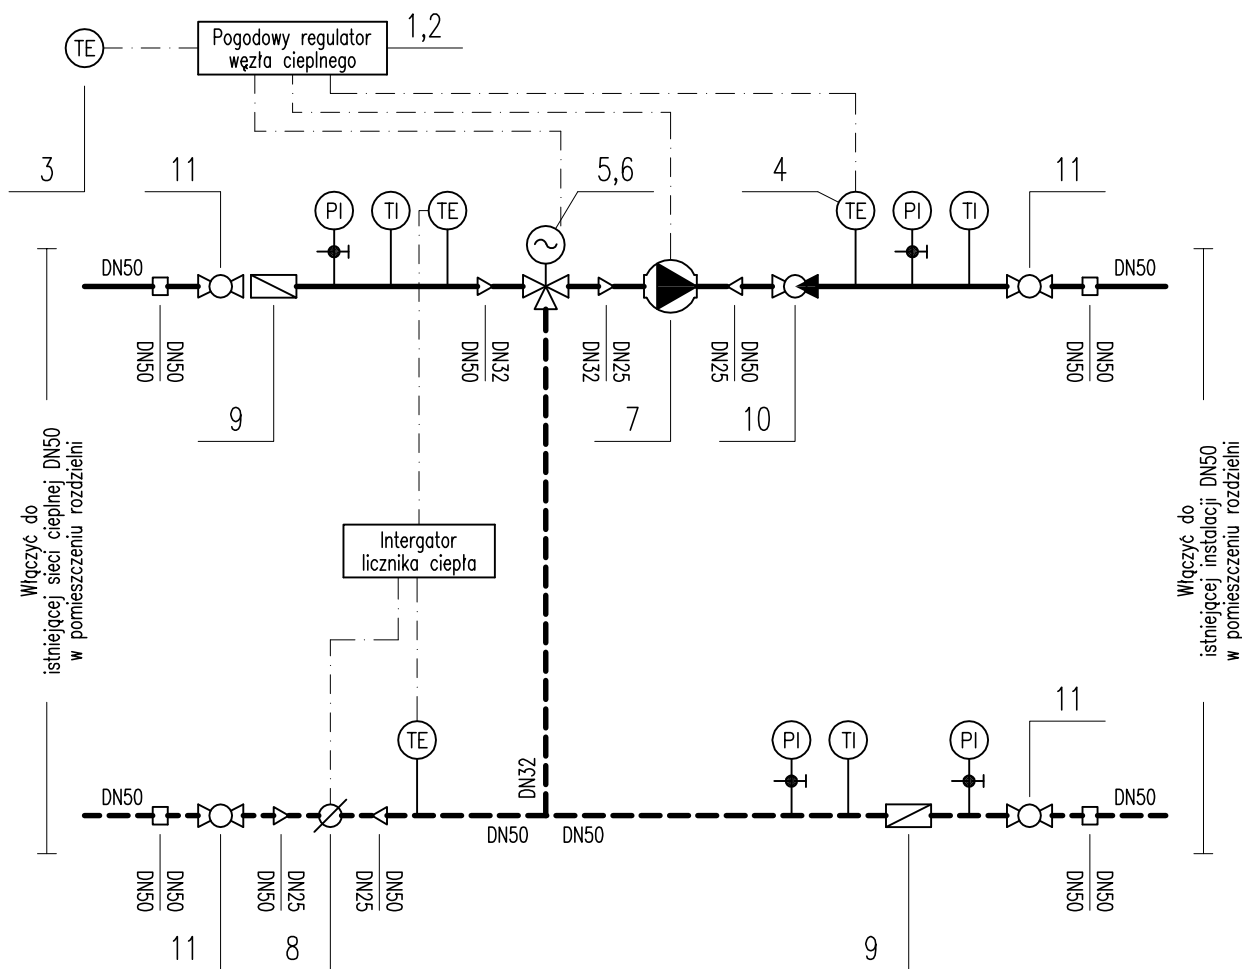 1,2
TE
Pogodowy regulator
węzła cieplnego
3
11
5,6
4
11
PI
TI
TE
TE
PI
TI
DN50
DN50
DN50
DN50
DN50
DN32
DN32
DN25
DN25
DN50
DN50
DN50
9
7
10
Włączyć do
istniejącej sieci cieplnej DN50
w pomieszczeniu rozdzielni
Włączyć do
istniejącej instalacji DN50
w pomieszczeniu rozdzielni
Intergator
licznika ciepła
11
TE
PI
TI
PI
DN32
DN50
DN50
DN50
DN50
DN50
DN50
DN50
DN25
DN25
DN50
DN50
DN50
11
8
9